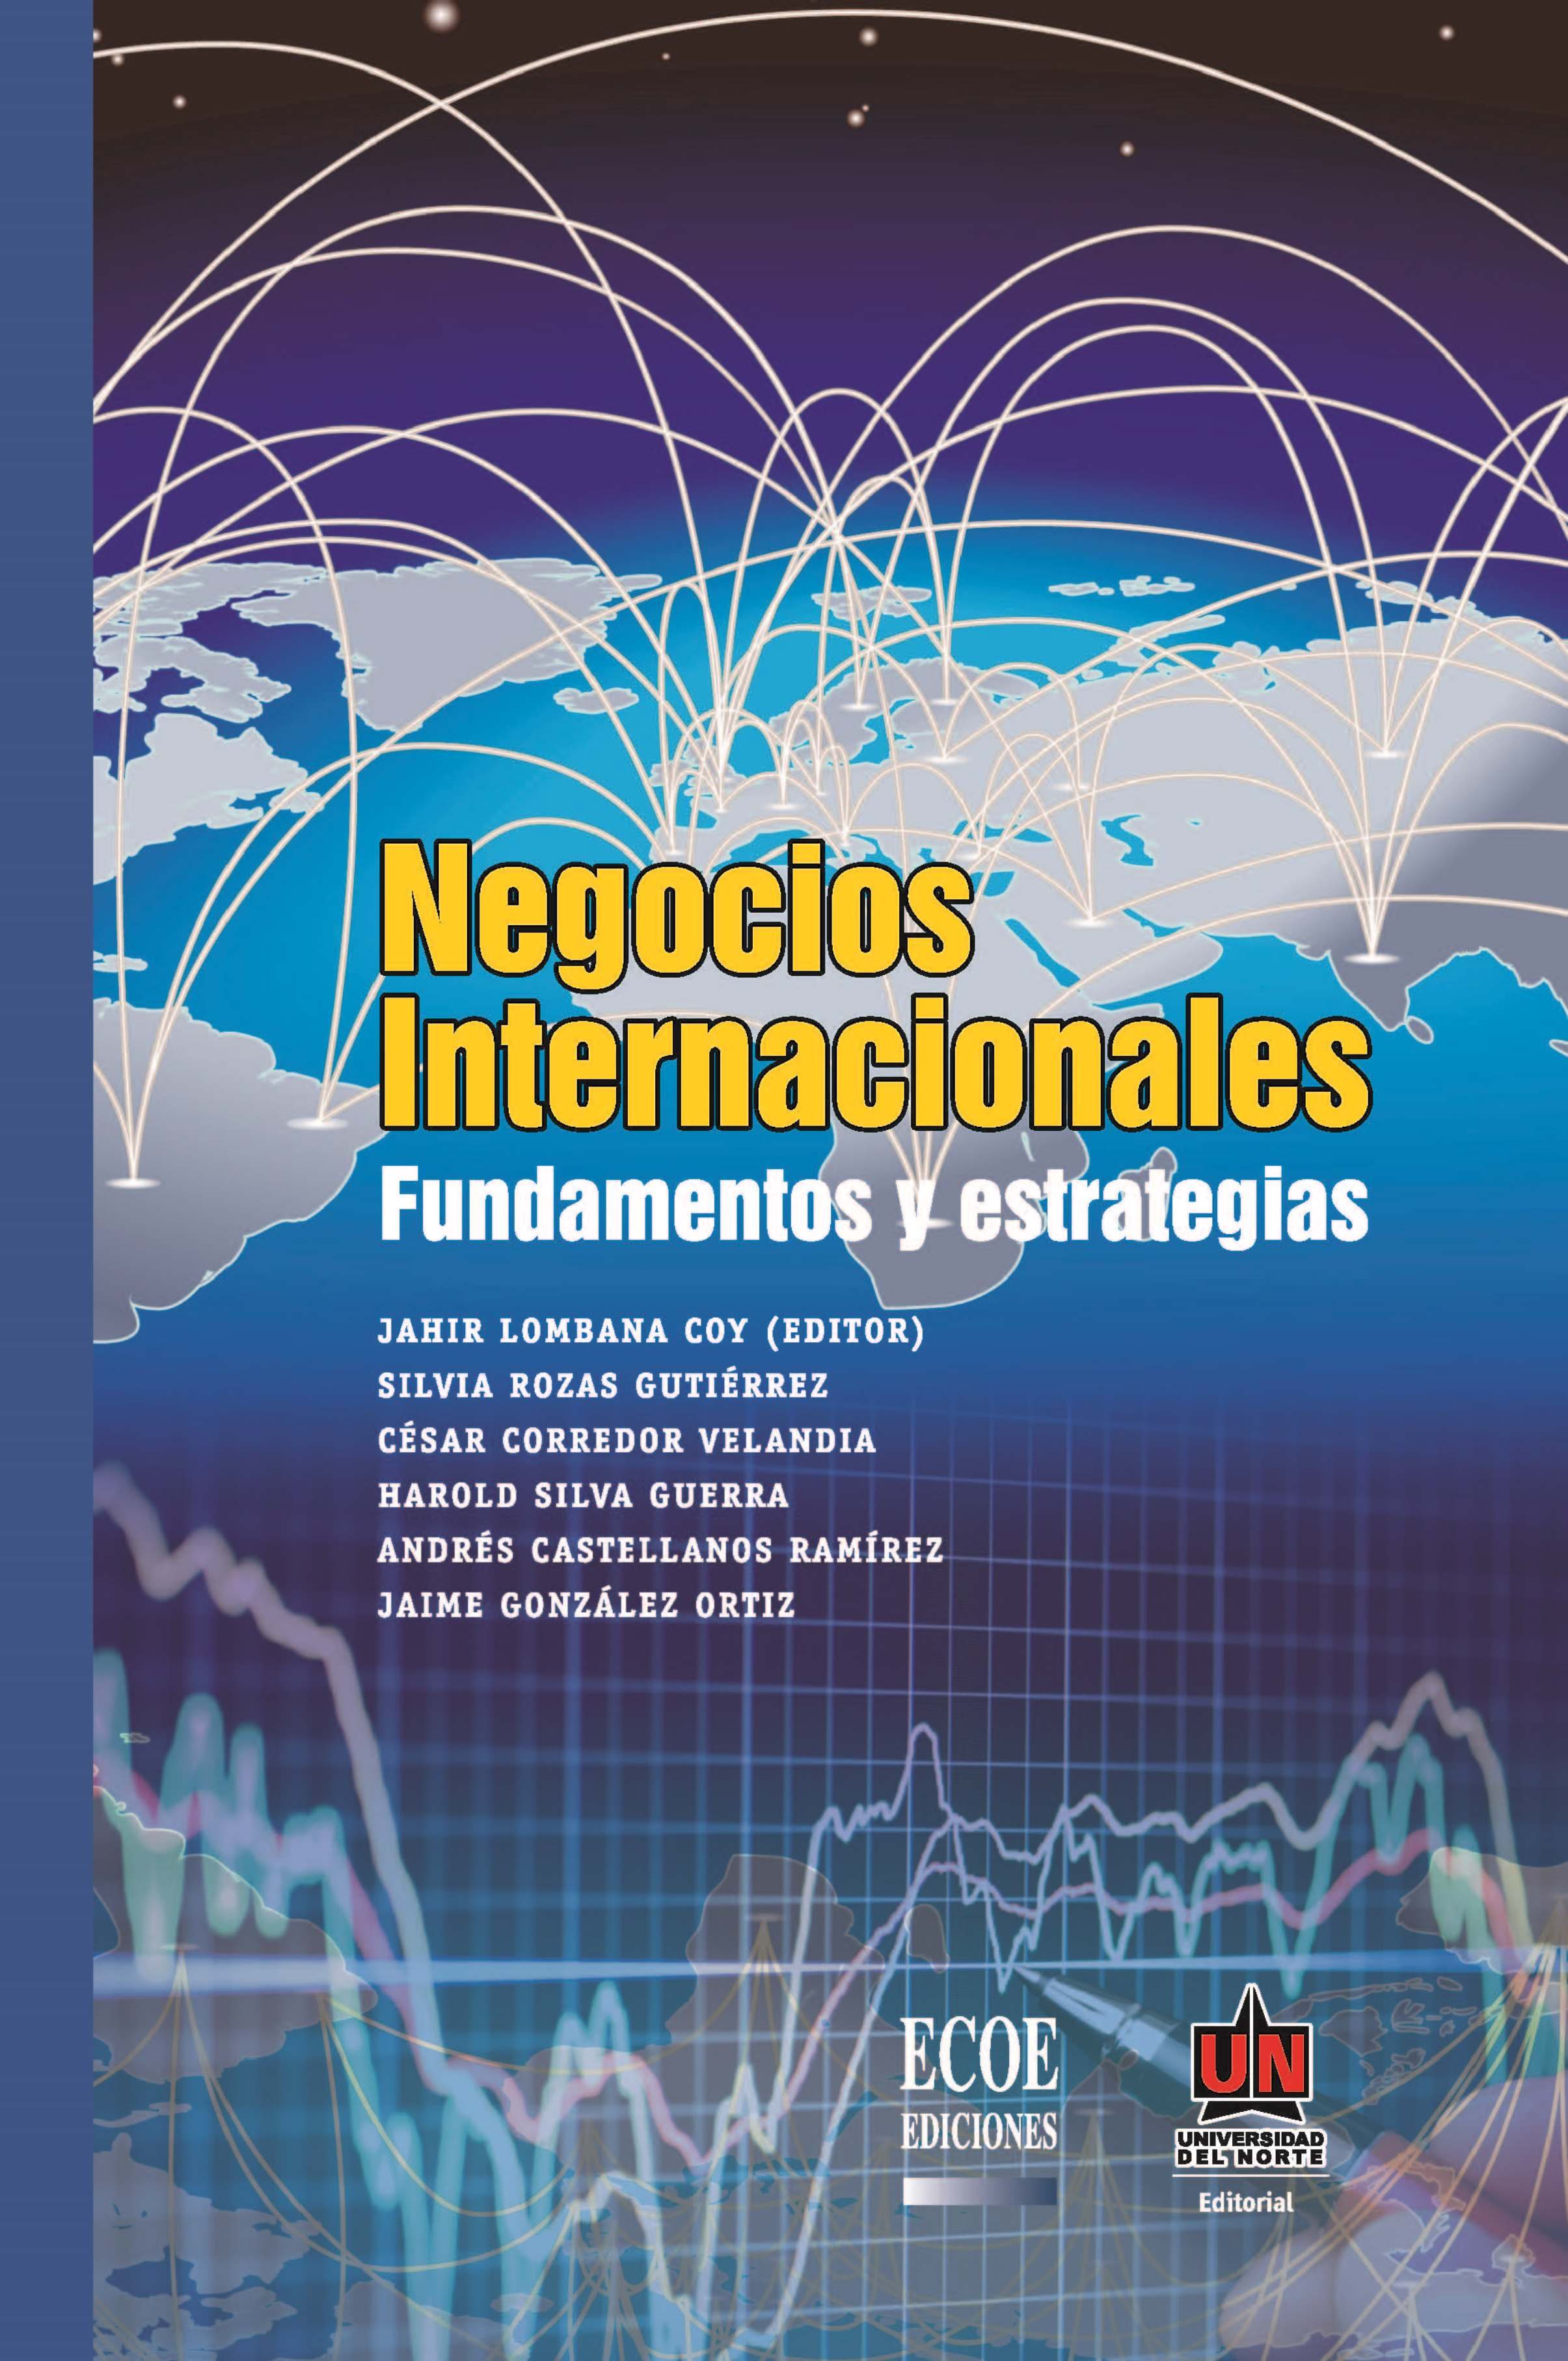 Negocios
Internacionales
Fundamentos y estrategias
JAHIR LOMBANA COY (EDITOR)
SILVIA ROZAS GUTIÉRREZ
CÉSAR CORREDOR VELANDIA
HAROLD SILVA GUERRA
ANDRÉS CASTELLANOS RAMÍREZ
JAIME GONZÁLEZ ORTIZ
ECOE
EDICIONES
UN
UNIVERSIDAD
DEL NORTE
Editorial